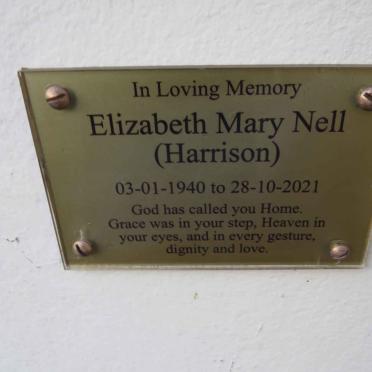 In Loving Memory
Elizabeth Mary Nell
(Harrison)
03-01-1940 to 28-10-2021
God has called you Home.
Grace was in your step, Heaven in
your eyes, and in every gesture,
dignity and love.